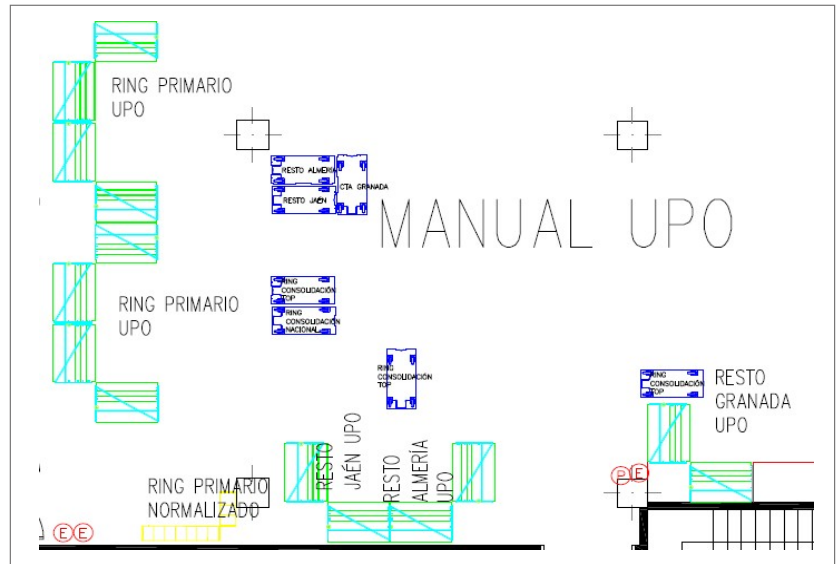 RING PRIMARIO
UPO
RESTO ALMERÍA
CTA GRANADA
RESTO JAÉN
MANUAL UPO
RING
CONSOLIDACIÓN
TOP
RING
CONSOLIDACIÓN
NACIONAL
RING PRIMARIO
UPO
RING
CONSOLIDACIÓN
TOP
RING
CONSOLIDACIÓN
TOP
RESTO
GRANADA
UPO
RESTO
JAÉN UPO
RESTO
ALMERÍA
UPO
P E
RING PRIMARIO
NORMALIZADO
E E